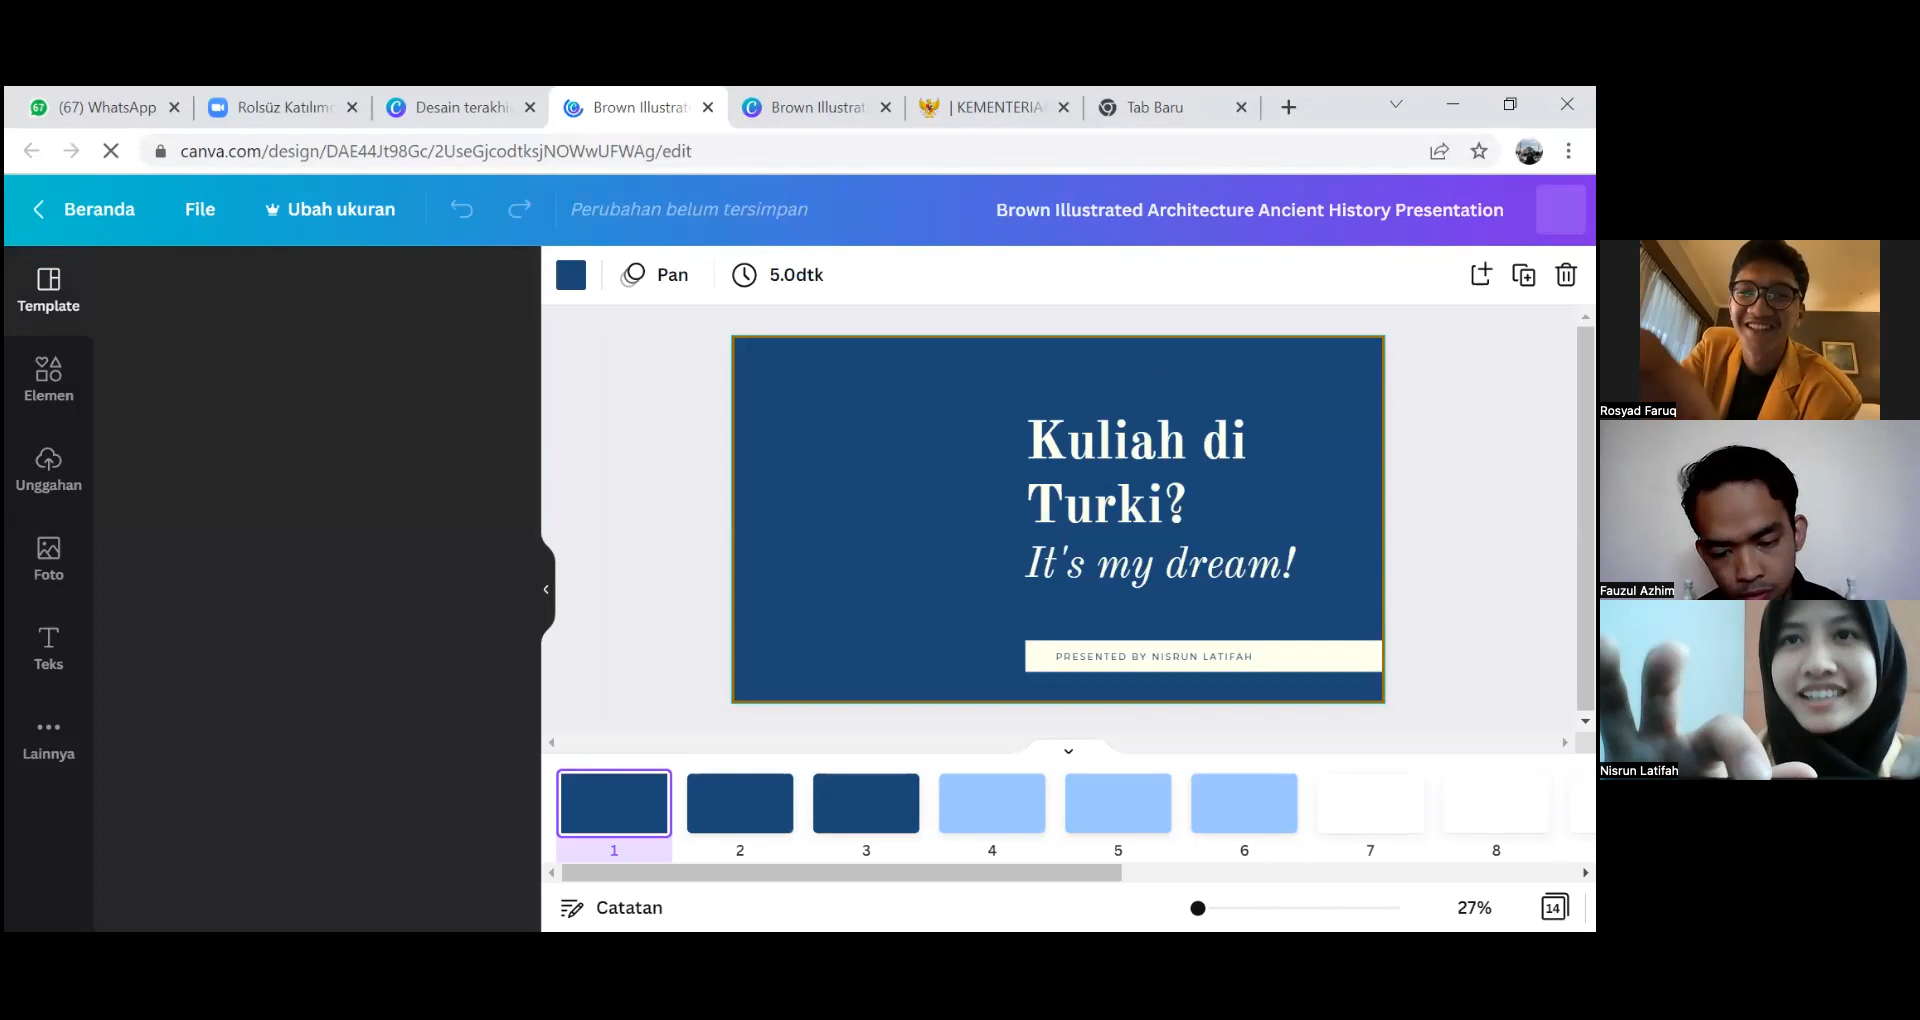 67
(67) WhatsApp
Rolsüz Katılımc
Desain terakhi
Brown Illustrat
Brown Illustrat
| KEMENTERIA
Tab Baru
canva.com/design/DAE44Jt98Gc/2UseGjcodtksjNOWwUFWAg/edit
Beranda
File
Ubah ukuran
Perubahan belum tersimpan
Brown Illustrated Architecture Ancient History Presentation
Template
Elemen
Unggahan
Foto
Teks
Lainnya
Pan
5.0dtk
Kuliah di
Turki?
It's my dream!
PRESENTED BY NISRUN LATIFAH
1
2
3
4
5
6
7
8
Catatan
27%
14
Rosyad Faruq
Fauzul Azhim
Nisrun Latifah